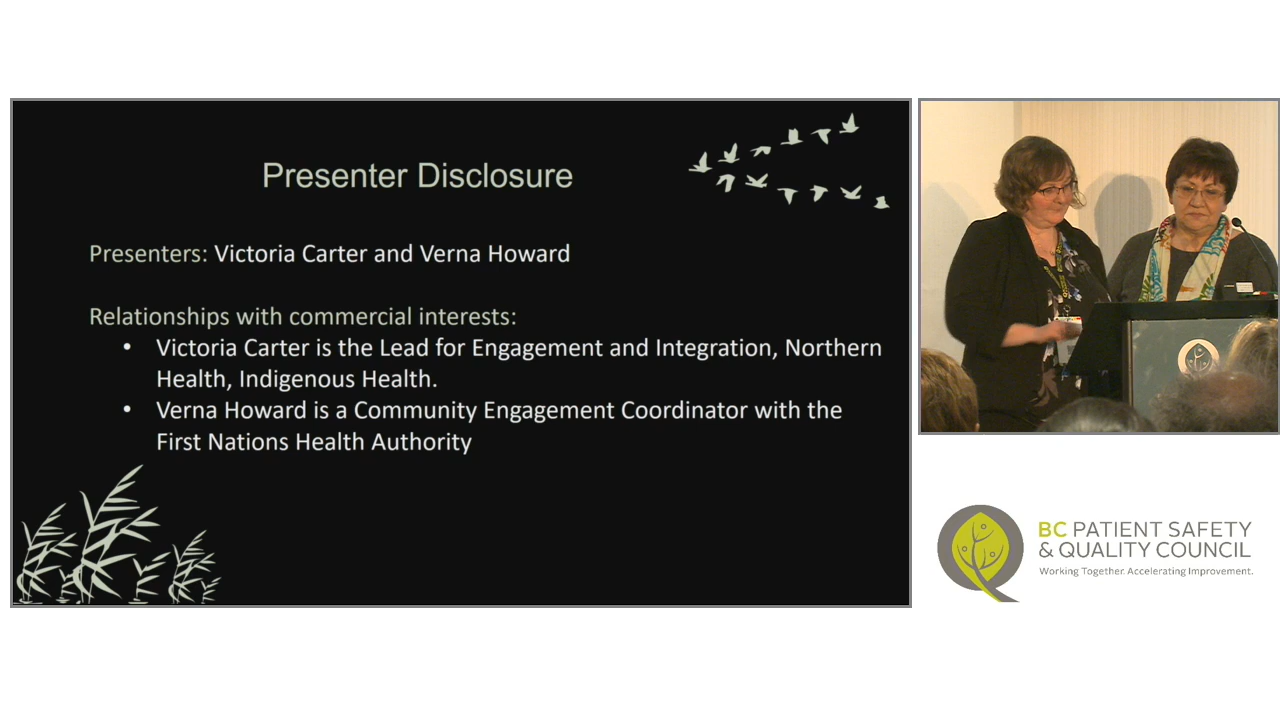 Presenter Disclosure
Presenters: Victoria Carter and Verna Howard
Relationships with commercial interests:
• Victoria Carter is the Lead for Engagement and Integration, Northern
Health, Indigenous Health.
• Verna Howard is a Community Engagement Coordinator with the
First Nations Health Authority
BC PATIENT SAFETY
& QUALITY COUNCIL
Working Together. Accelerating Improvement.